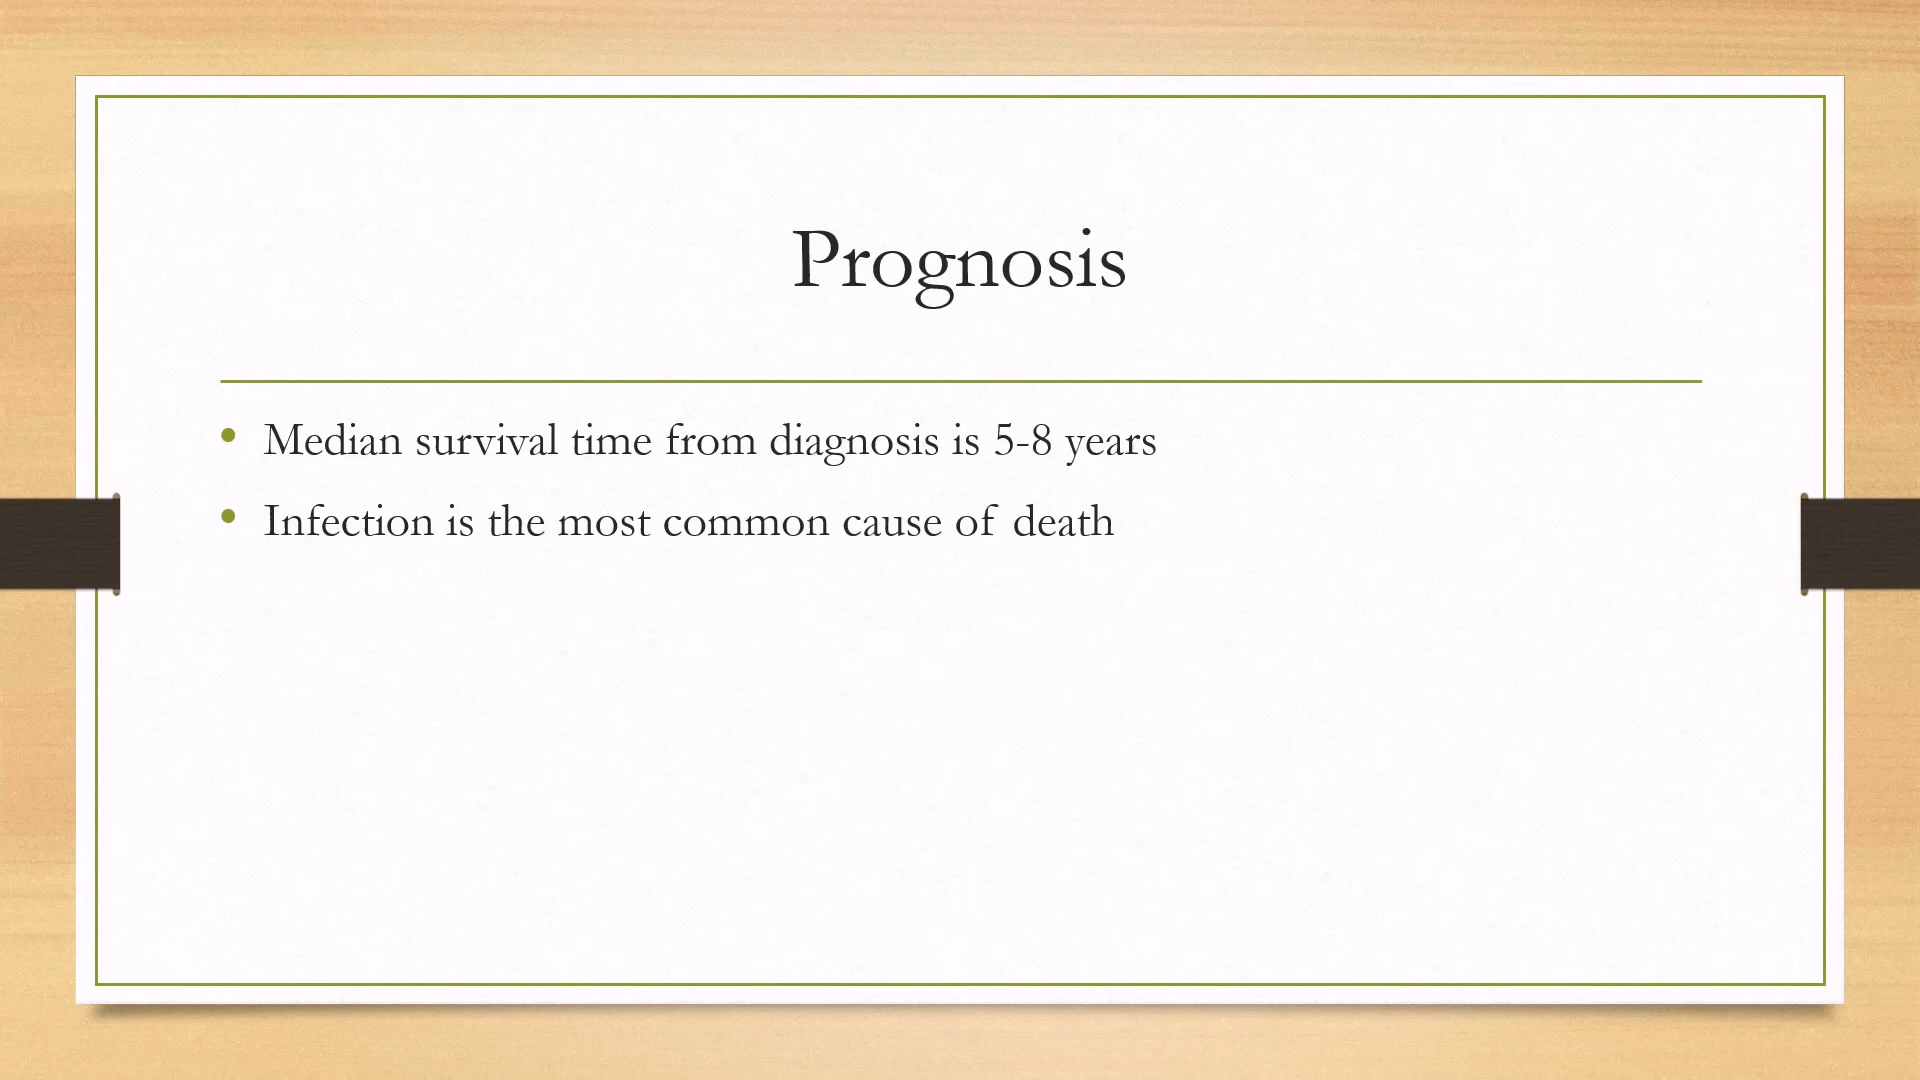 Prognosis
• Median survival time from diagnosis is 5-8 years
• Infection is the most common cause of death